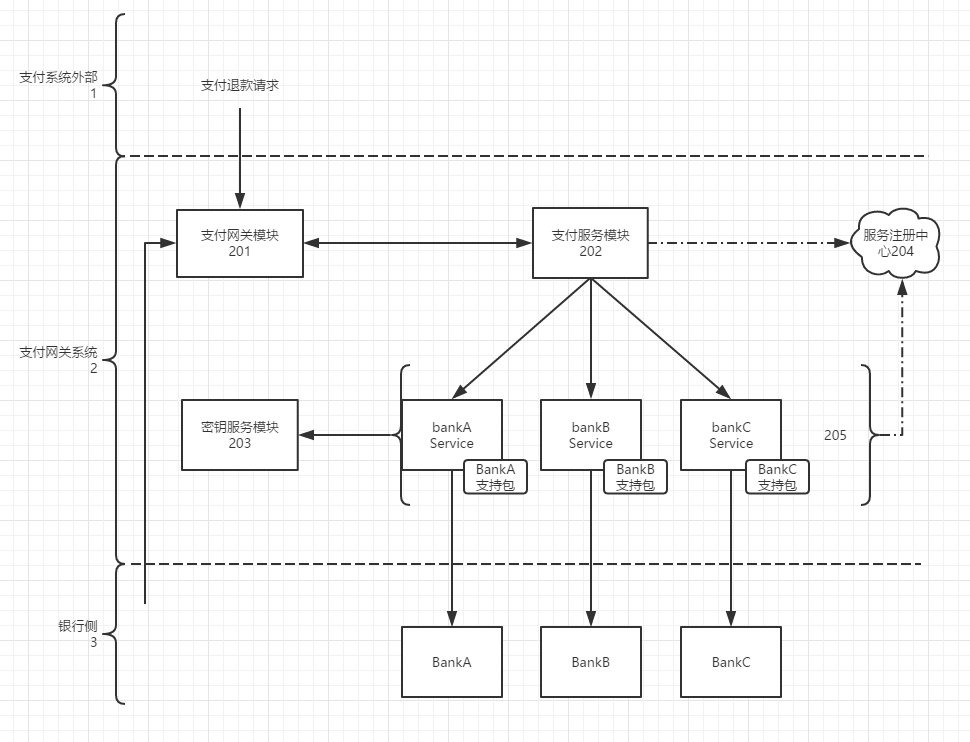 支付系统外部
1
支付退款请求
支付网关模块
201
支付服务模块
202
服务注册中
心204
支付网关系统
2
密钥服务模块
203
bankA
Service
BankA
支持包
bankB
Service
BankB
支持包
bankC
Service
BankC
支持包
205
银行侧
3
BankA
BankB
BankC